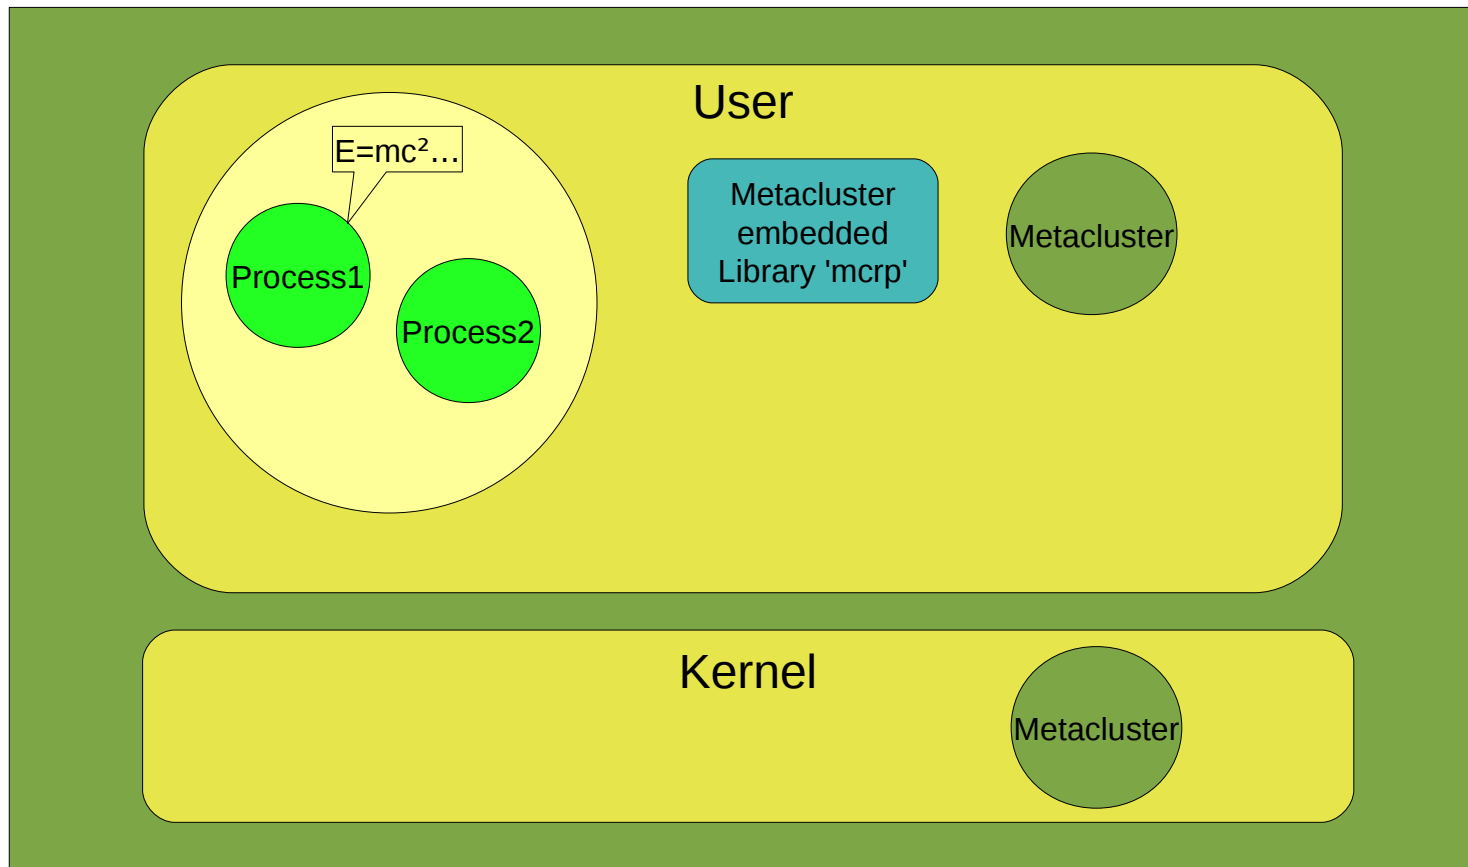 User
E=mc²...
Process1
Process2
Metacluster
embedded
Library 'mcrp'
Metacluster
Kernel
Metacluster